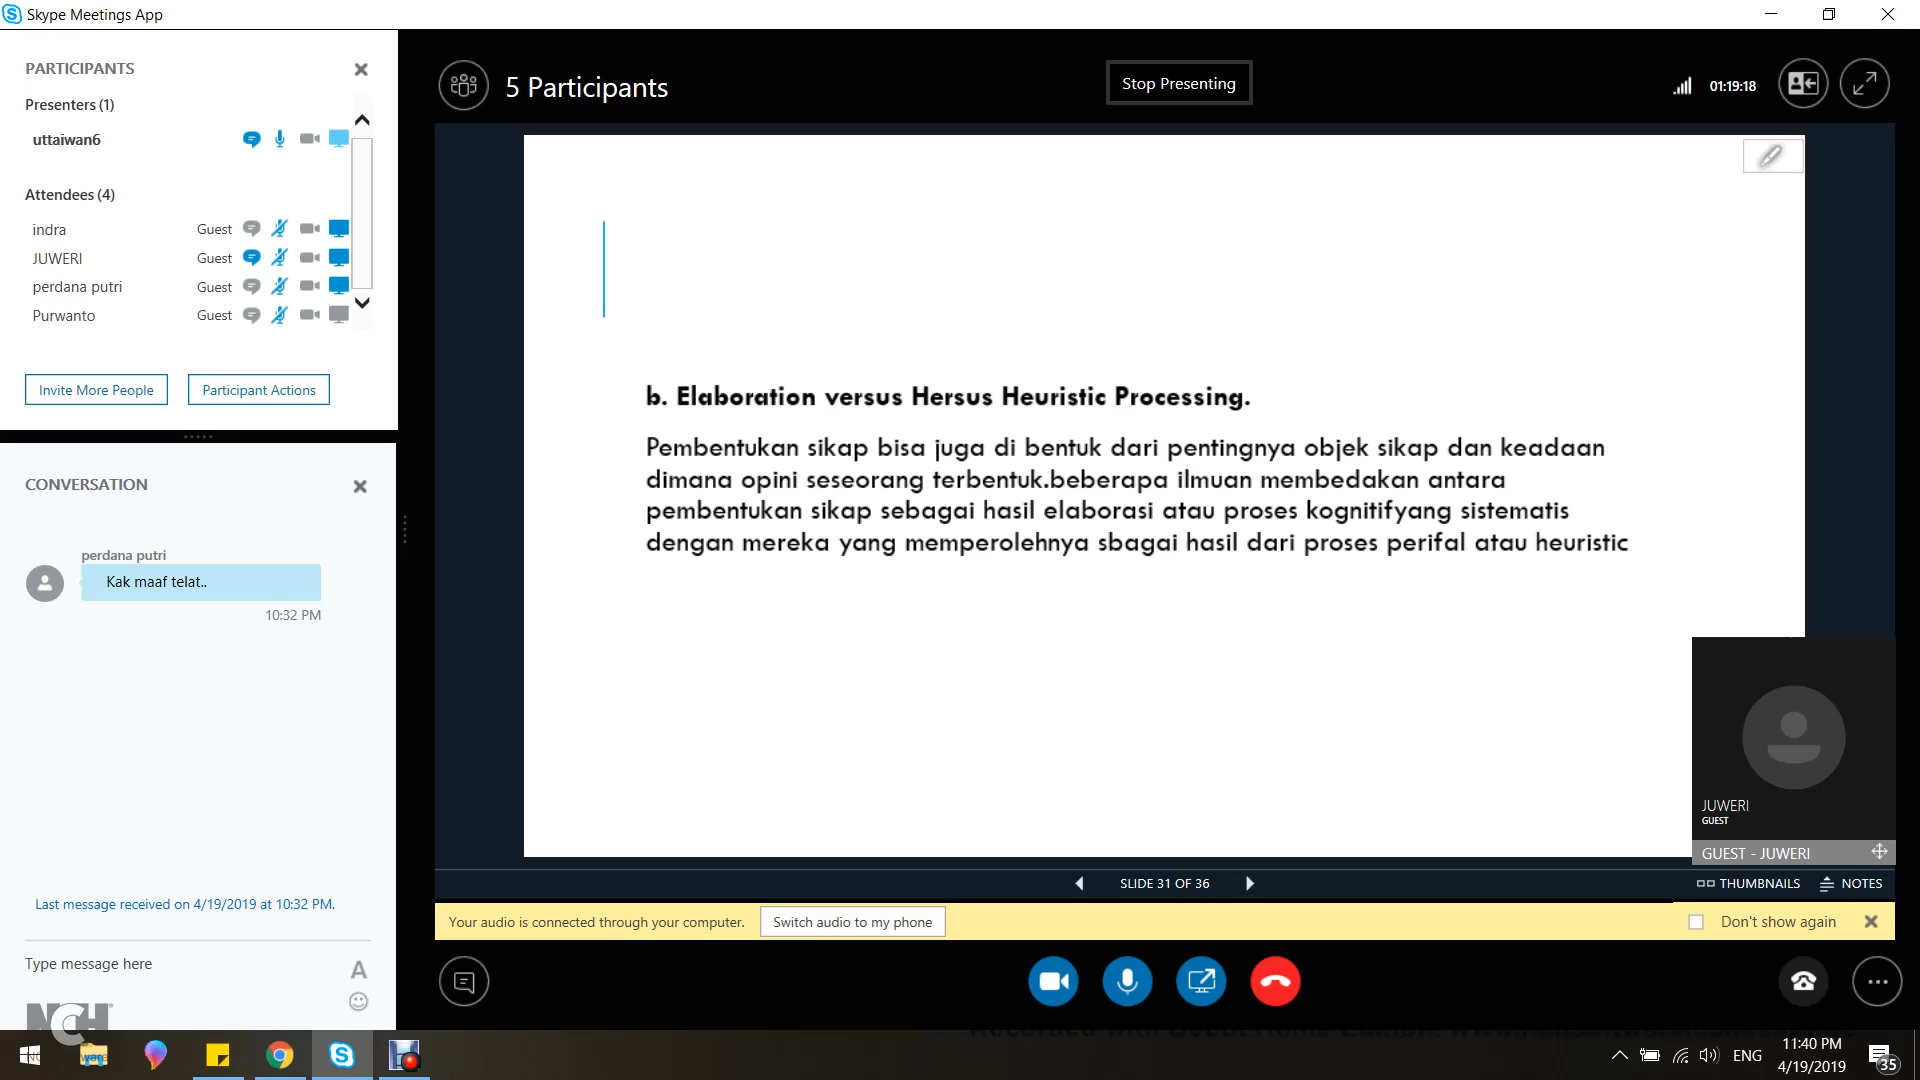 Skype Meetings App
PARTICIPANTS
Presenters (1)
uttaiwan6
Attendees (4)
indra Guest
JUWERI Guest
perdana putri Guest
Purwanto Guest
Invite More People
Participant Actions
CONVERSATION
perdana putri
Kak maaf telat..
10:32 PM
Last message received on 4/19/2019 at 10:32 PM.
Type message here
A
NCH
5 Participants
Stop Presenting
01:19:18
b. Elaboration versus Hersus Heuristic Processing.
Pembentukan sikap bisa juga di bentuk dari pentingnya objek sikap dan keadaan
dimana opini seseorang terbentuk.beberapa ilmuan membedakan antara
pembentukan sikap sebagai hasil elaborasi atau proses kognitifyang sistematis
dengan mereka yang memperolehnya sbagai hasil dari proses perifal atau heuristic
JUWERI
GUEST
GUEST - JUWERI
SLIDE 31 OF 36
THUMBNAILS
NOTES
Your audio is connected through your computer.
Switch audio to my phone
Don't show again
ENG
11:40 PM
4/19/2019
35